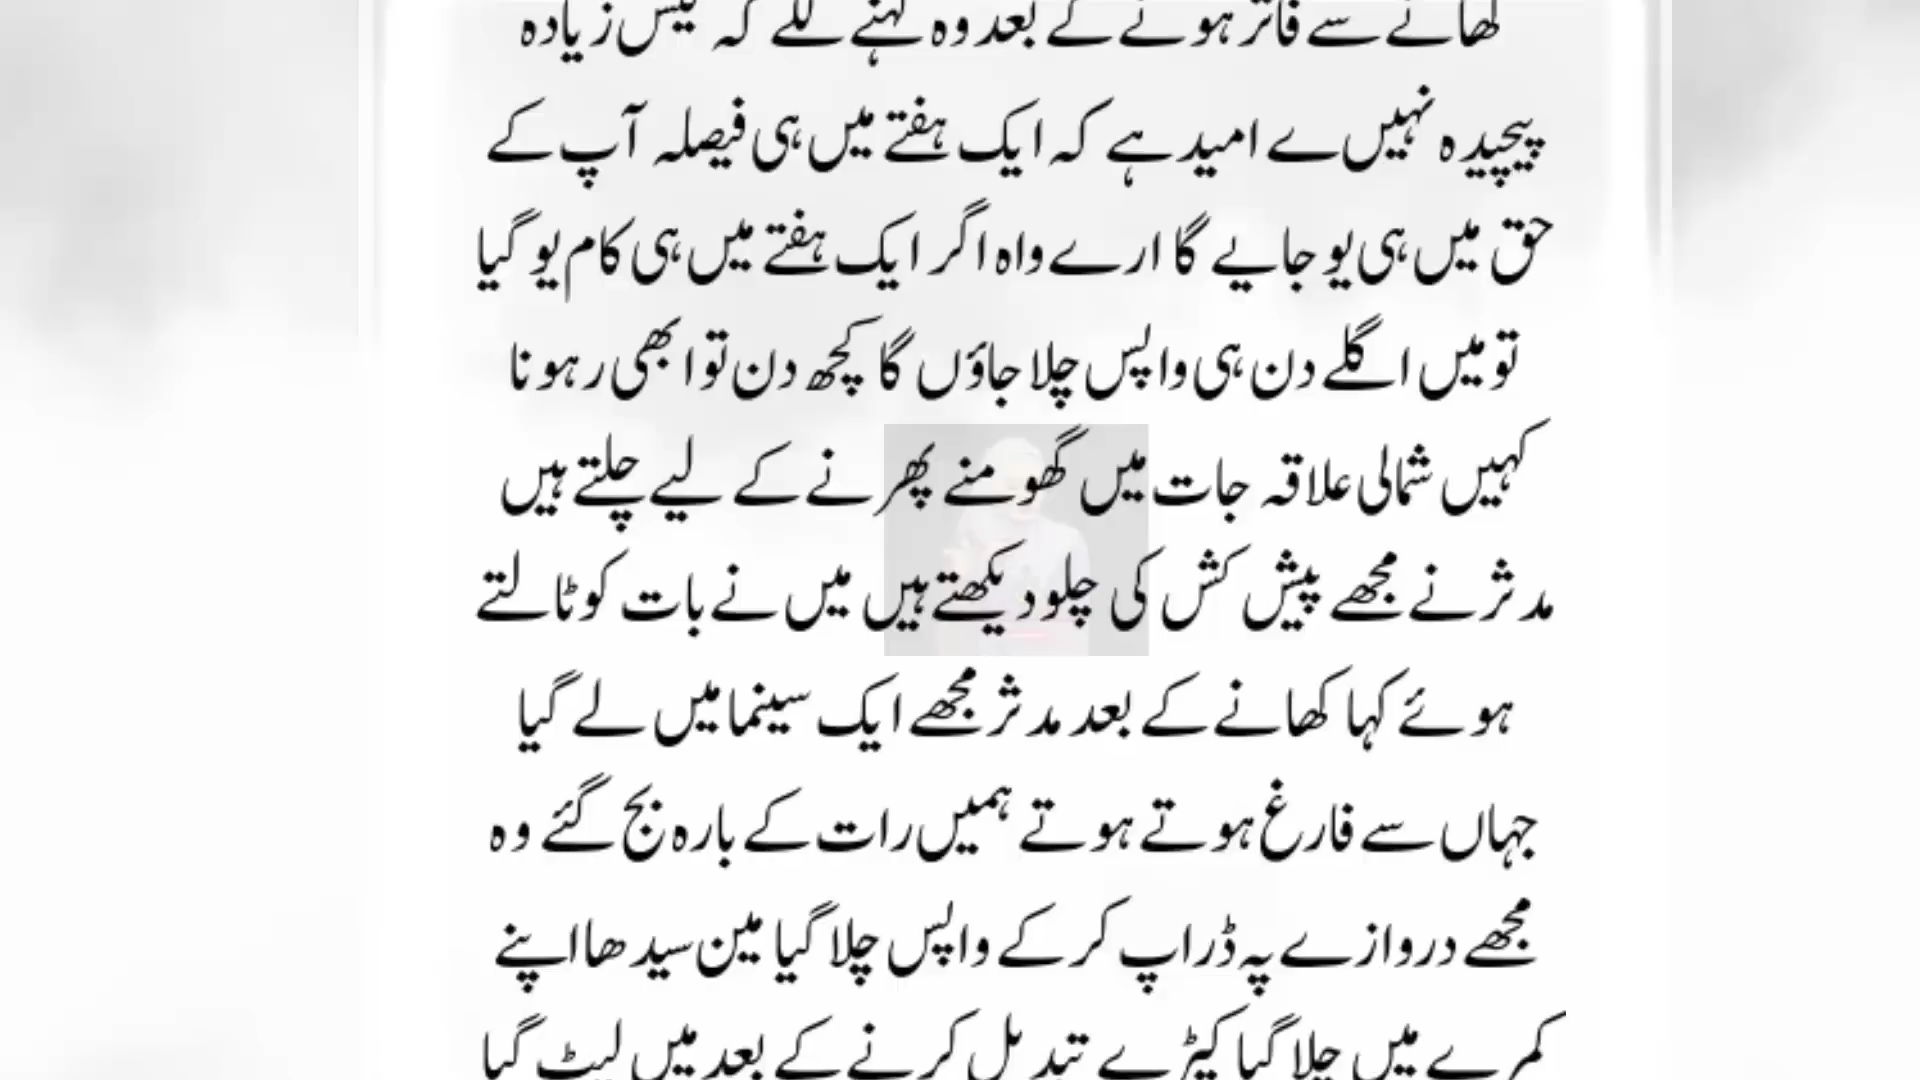 کھانے سے فاتر ہونے کے بعد وہ کہنے لگے کہ کیس زیادہ
پیچیدہ نہیں ے امید ہے کہ ایک ہفتے میں ہی فیصلہ آپ کے
حق میں ہی یو جایے گا ارے واہ اگر ایک ہفتے میں ہی کام یو گیا
تو میں اگلے دن ہی واپس چلا جاؤں گا کچھ دن تو ابھی رہو نا
کہیں شمالی علاقہ جات میں گھومنے پھرنے کے لیے چلتے ہیں
مدثر نے مجھے پیش کش کی چلو دیکھتے ہیں میں نے بات کو ٹالتے
ہوئے کہا کھانے کے بعد مدثر مجھے ایک سینما میں لے گیا
جہاں سے فارغ ہوتے ہوتے ہمیں رات کے بارہ بج گئے وہ
مجھے دروازے پہ ڈراپ کر کے واپس چلا گیا مین سیدھا اپنے
کمرے میں چلا گیا کپڑے تبدیل کرنے کے بعد میں لیٹ گیا